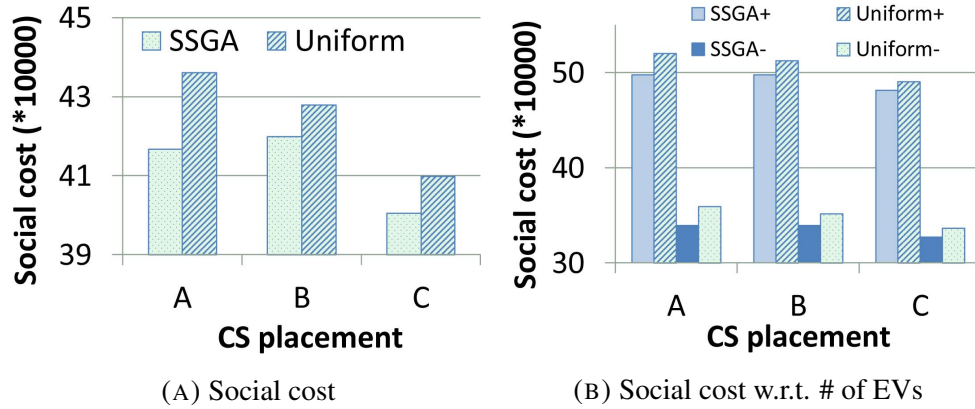 45
43
41
39
Social cost (*10000)
SSGA
Uniform
A
B
C
CS placement
(A) Social cost
SSGA+
Uniform+
SSGA-
Uniform-
50
40
30
Social cost (*10000)
A
B
C
CS placement
(B) Social cost w.r.t. # of EVs